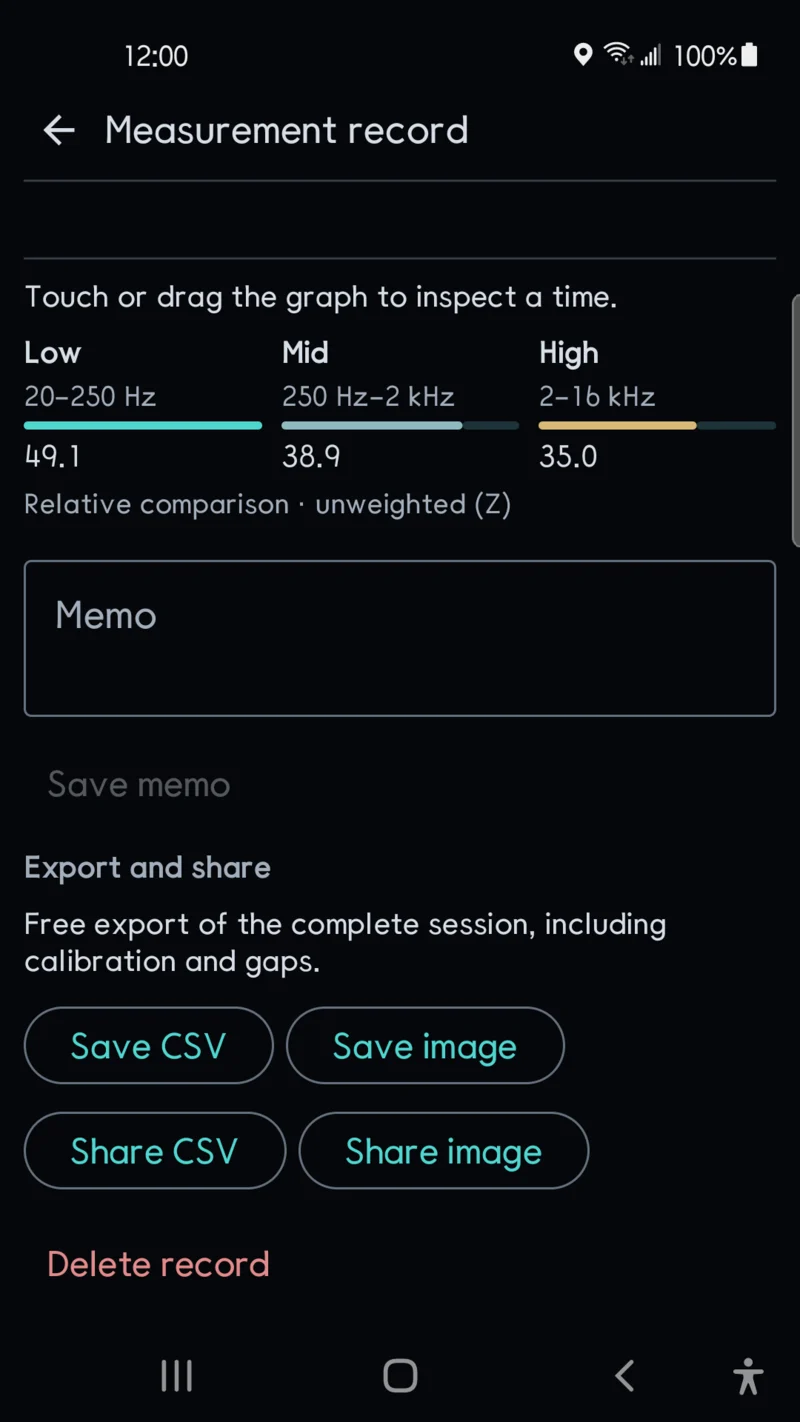 12:00 100%
Measurement record
Touch or drag the graph to inspect a time.
Low Mid High
20–250 Hz 250 Hz–2 kHz 2–16 kHz
49.1 38.9 35.0
Relative comparison · unweighted (Z)
Memo
Save memo
Export and share
Free export of the complete session, including
calibration and gaps.
Save CSV Save image
Share CSV Share image
Delete record